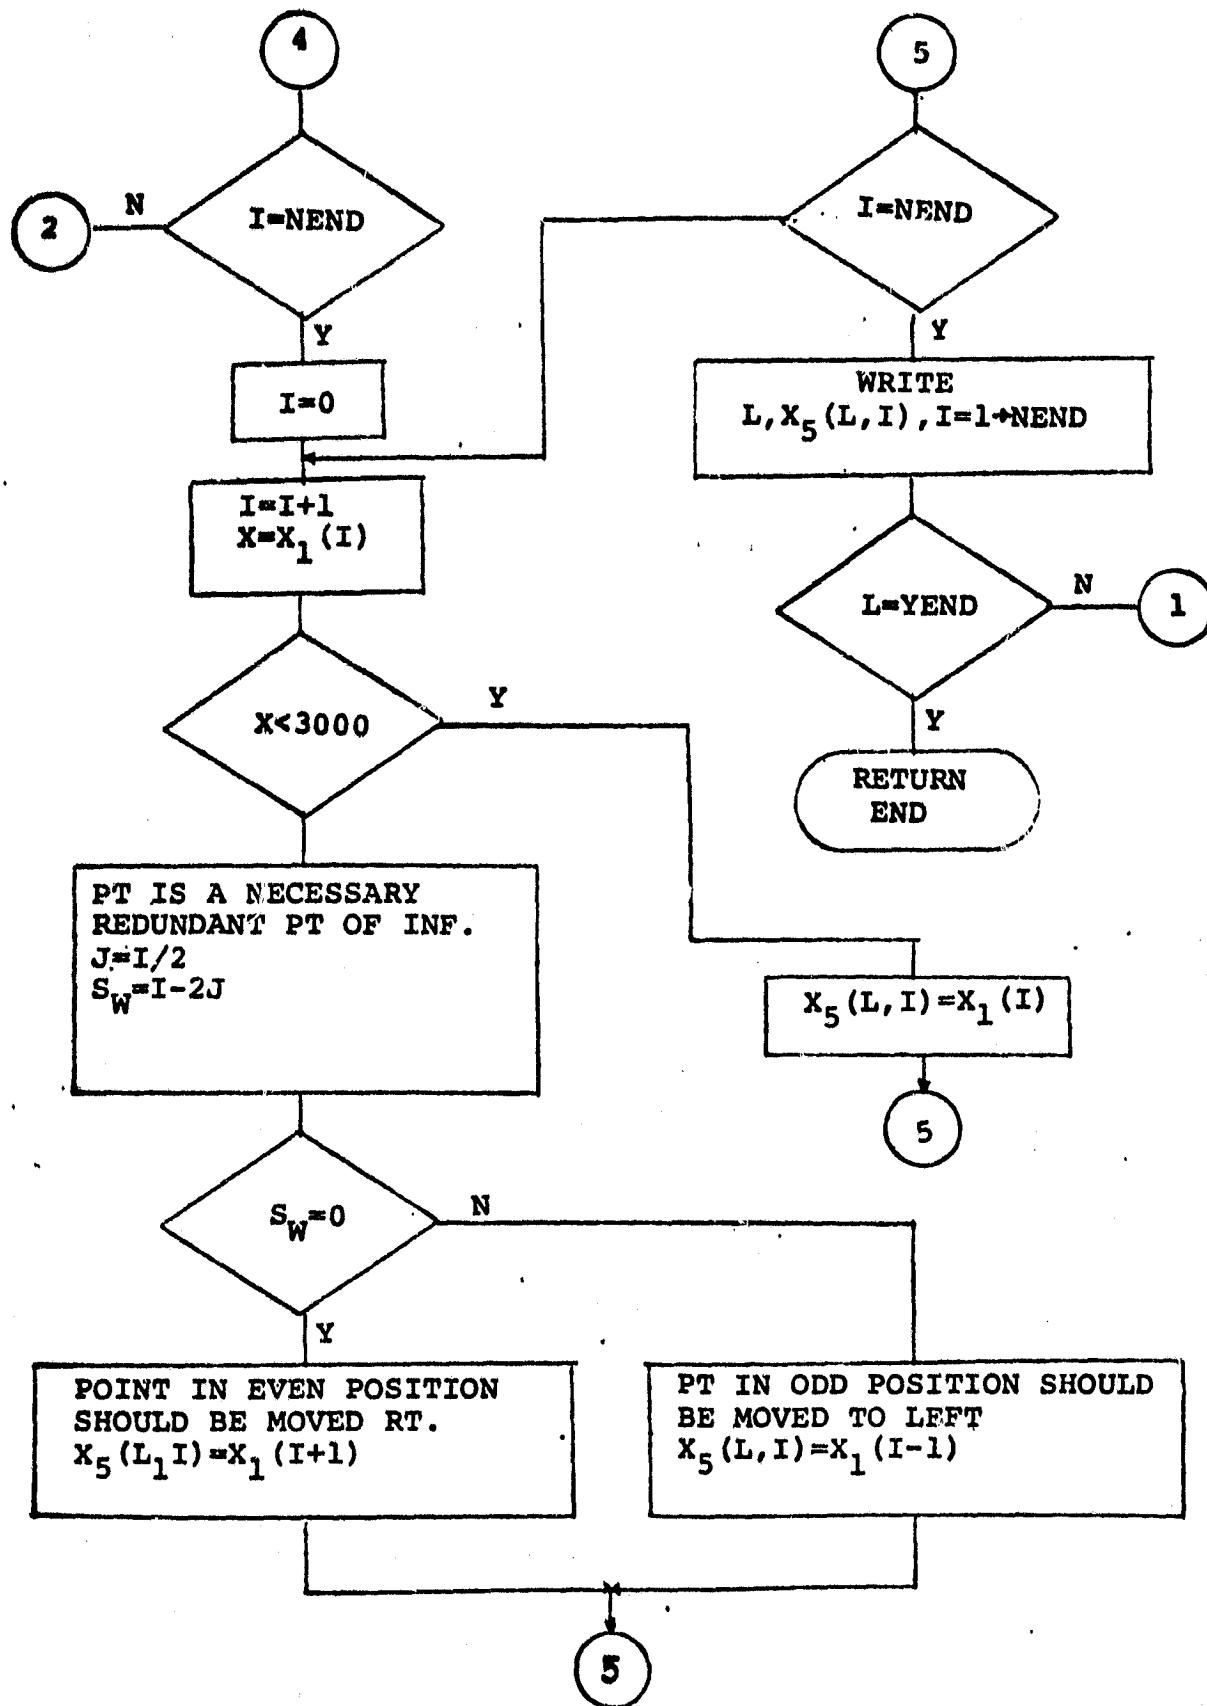 4
I=NEND
N
2
Y
I=0
I=I+1
X=X1(I)
X<3000
Y
PT IS A NECESSARY
REDUNDANT PT OF INF.
J=I/2
SW=I-2J
SW=0
N
Y
POINT IN EVEN POSITION
SHOULD BE MOVED RT.
X5(L1I)=X1(I+1)
PT IN ODD POSITION SHOULD
BE MOVED TO LEFT
X5(L,I)=X1(I-1)
5
5
I=NEND
Y
WRITE
L,X5(L,I),I=1→NEND
L=YEND
N
1
Y
RETURN
END
X5(L,I)=X1(I)
5